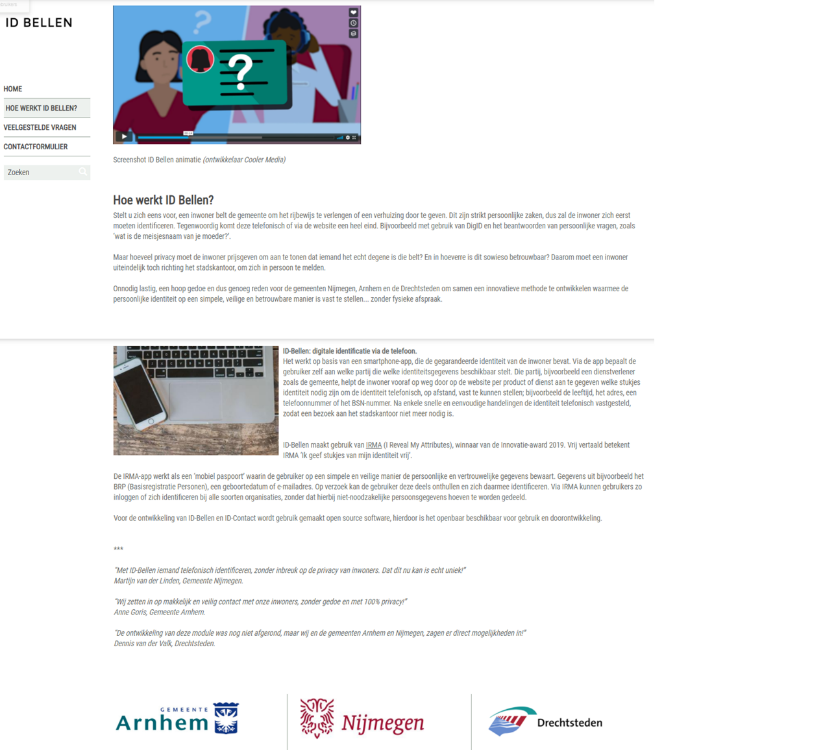 ID BELLEN
HOME
HOE WERKT ID BELLEN?
VEELGESTELDE VRAGEN
CONTACTFORMULIER
Zoeken
?
?
Screenshot ID Bellen animatie (ontwikkelaar Cooler Media)
Hoe werkt ID Bellen?
Stelt u zich eens voor, een inwoner belt de gemeente om het rijbewijs te verlengen of een verhuizing door te geven. Dit zijn strikt persoonlijke zaken, dus zal de inwoner zich eerst
moeten identificeren. Tegenwoordig komt deze telefonisch of via de website een heel eind. Bijvoorbeeld met gebruik van DigiD en het beantwoorden van persoonlijke vragen, zoals
'wat is de meisjesnaam van je moeder?'.
Maar hoeveel privacy moet de inwoner prijsgeven om aan te tonen dat iemand het echt degene is die belt? En in hoeverre is dit sowieso betrouwbaar? Daarom moet een inwoner
uiteindelijk toch richting het stadskantoor, om zich in persoon te melden.
Onnodig lastig, een hoop gedoe en dus genoeg reden voor de gemeenten Nijmegen, Arnhem en de Drechtsteden om samen een innovatieve methode te ontwikkelen waarmee de
persoonlijke identiteit op een simpele, veilige en betrouwbare manier is vast te stellen... zonder fysieke afspraak.
ID-Bellen: digitale identificatie via de telefoon.
Het werkt op basis van een smartphone-app, die de gegarandeerde identiteit van de inwoner bevat. Via de app bepaalt de
gebruiker zelf aan welke partij die welke identiteitsgegevens beschikbaar stelt. Die partij, bijvoorbeeld een dienstverlener
zoals de gemeente, helpt de inwoner vooraf op weg door op de website per product of dienst aan te gegeven welke stukjes
identiteit nodig zijn om de identiteit telefonisch, op afstand, vast te kunnen stellen; bijvoorbeeld de leeftijd, het adres, een
telefoonnummer of het BSN-nummer. Na enkele snelle en eenvoudige handelingen de identiteit telefonisch vastgesteld,
zodat een bezoek aan het stadskantoor niet meer nodig is.
ID-Bellen maakt gebruik van IRMA (I Reveal My Attributes), winnaar van de Innovatie-award 2019. Vrij vertaald betekent
IRMA 'ik geef stukjes van mijn identiteit vrij'.
De IRMA-app werkt als een 'mobiel paspoort' waarin de gebruiker op een simpele en veilige manier de persoonlijke en vertrouwelijke gegevens bewaart. Gegevens uit bijvoorbeeld het
BRP (Basisregistratie Personen), een geboortedatum of e-mailadres. Op verzoek kan de gebruiker deze deels onthullen en zich daarmee identificeren. Via IRMA kunnen gebruikers zo
inloggen of zich identificeren bij alle soorten organisaties, zonder dat hierbij niet-noodzakelijke persoonsgegevens hoeven te worden gedeeld.
Voor de ontwikkeling van ID-Bellen en ID-Contact wordt gebruik gemaakt open source software, hierdoor is het openbaar beschikbaar voor gebruik en doorontwikkeling.
***
"Met ID-Bellen iemand telefonisch identificeren, zonder inbreuk op de privacy van inwoners. Dat dit nu kan is echt uniek!"
Martijn van der Linden, Gemeente Nijmegen.
"Wij zetten in op makkelijk en veilig contact met onze inwoners, zonder gedoe en met 100% privacy!"
Anne Goris, Gemeente Arnhem.
"De ontwikkeling van deze module was nog niet afgerond, maar wij en de gemeenten Arnhem en Nijmegen, zagen er direct mogelijkheden in!"
Dennis van der Valk, Drechtsteden.
GEMEENTE
Arnhem
Nijmegen
Drechtsteden